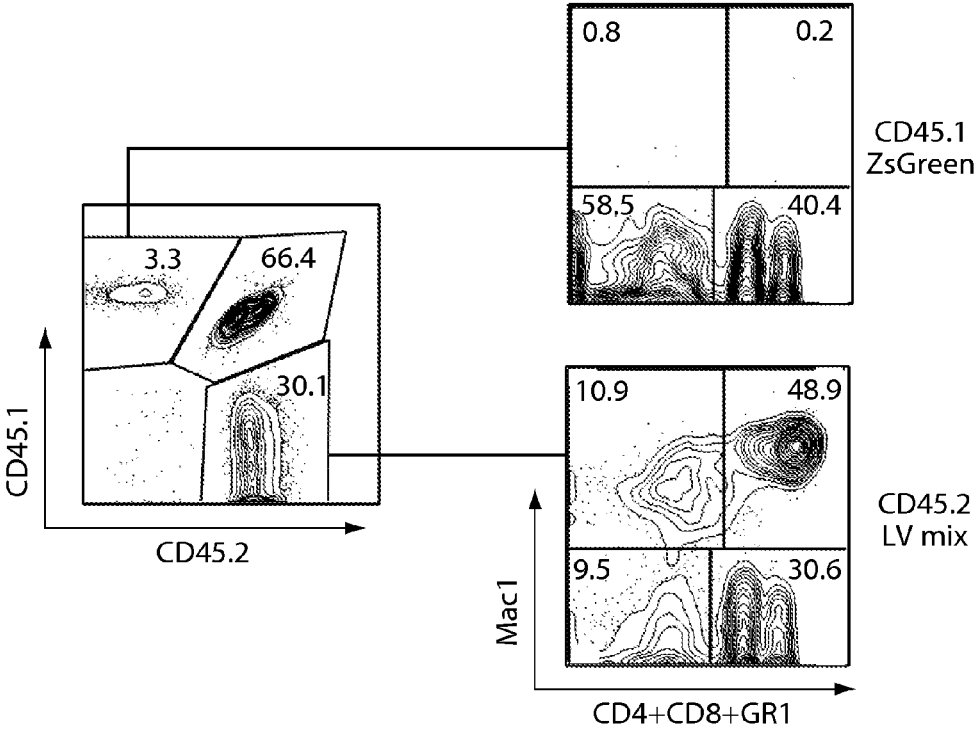 0.8
0.2
CD45.1
ZsGreen
58.5
40.4
3.3
66.4
30.1
CD45.1
CD45.2
10.9
48.9
CD45.2
LV mix
9.5
30.6
Mac1
CD4+CD8+GR1